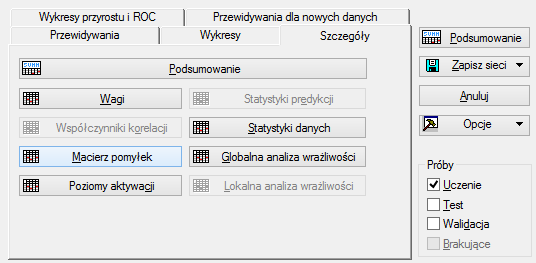 Wykresy przyrostu i ROC
Przewidywania dla nowych danych
Przewidywania
Wykresy
Szczegóły
Podsumowanie
Wagi
Statystyki predykcji
Współczynniki korelacji
Statystyki danych
Macierz pomyłek
Globalna analiza wrażliwości
Poziomy aktywacji
Lokalna analiza wrażliwości
Podsumowanie
Zapisz sieci
Anuluj
Opcje
Próby
Uczenie
Test
Walidacja
Brakujące